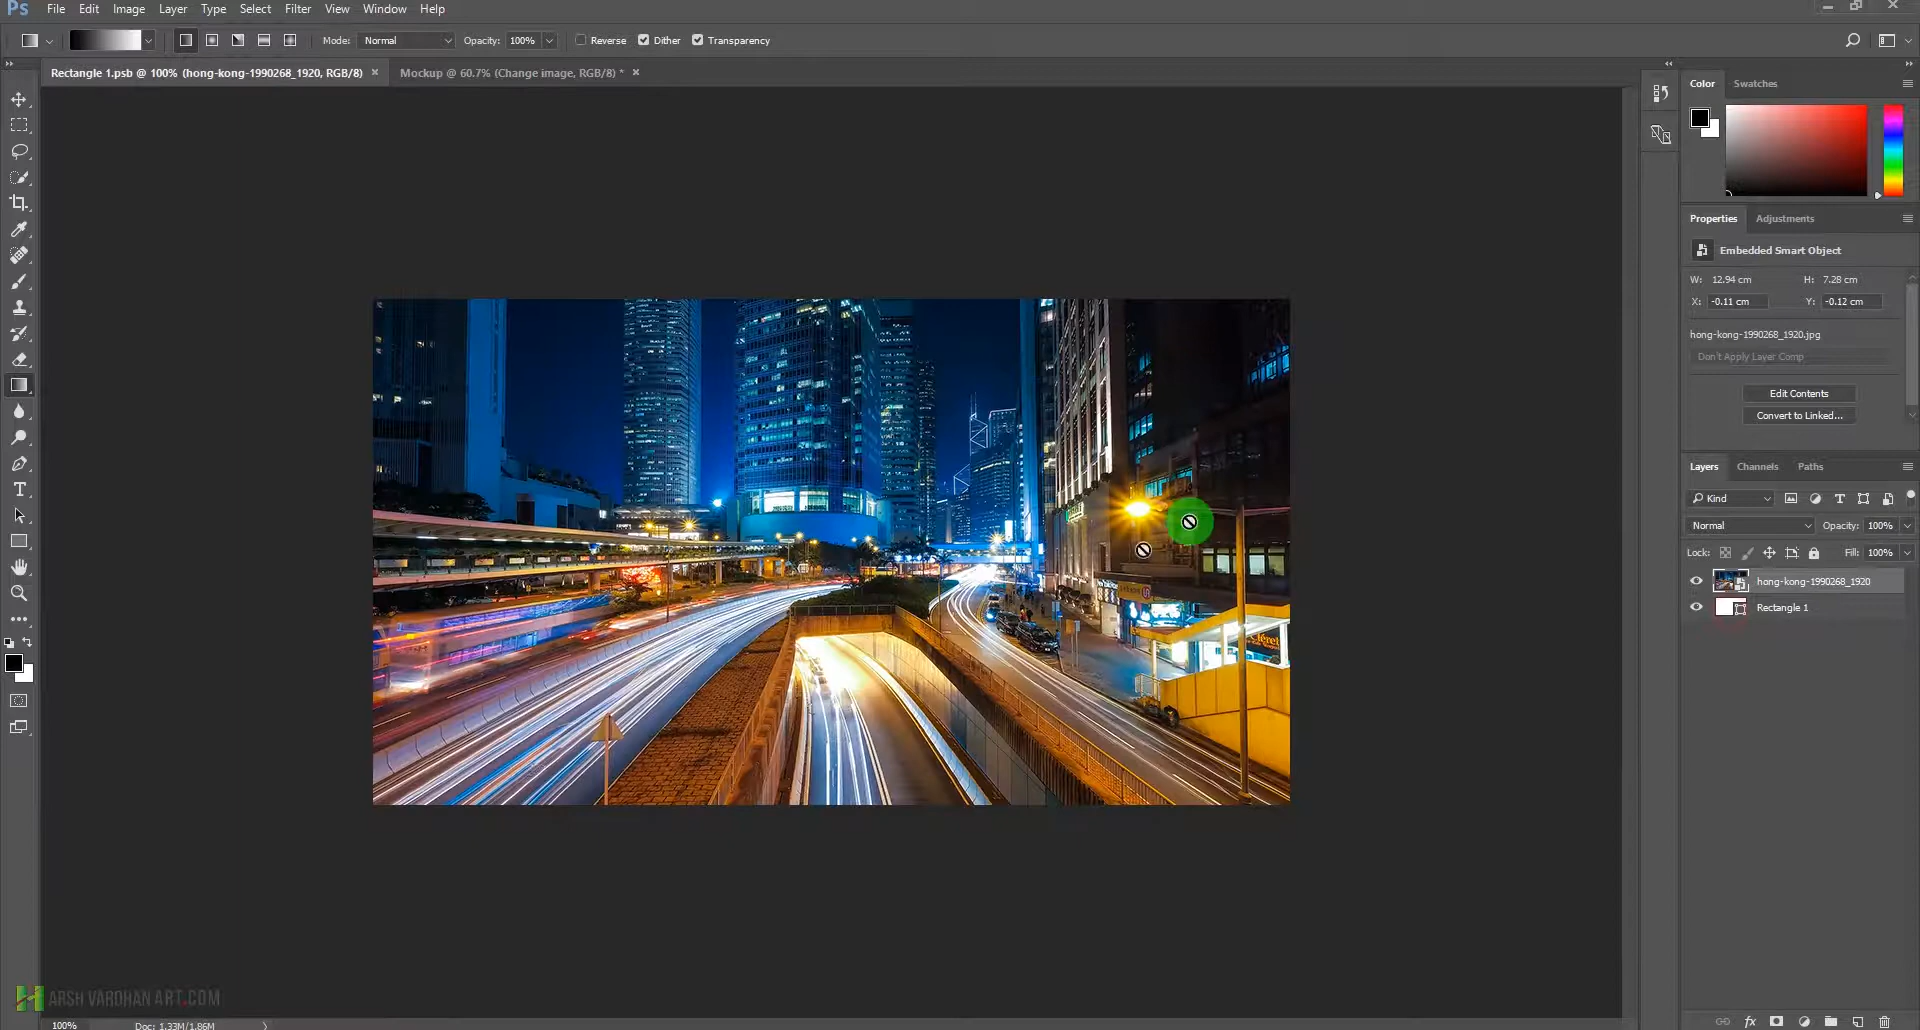 Ps File Edit Image Layer Type Select Filter View Window Help
Mode: Normal Opacity: 100% Reverse Dither Transparency
Rectangle 1.psb @ 100% (hong-kong-1990268_1920, RGB/8) × Mockup @ 60.7% (Change image, RGB/8) * ×
Color Swatches
Properties Adjustments
Embedded Smart Object
W: 12.94 cm H: 7.28 cm
X: -0.11 cm Y: -0.12 cm
hong-kong-1990268_1920.jpg
Don't Apply Layer Comp
Edit Contents
Convert to Linked...
Layers Channels Paths
Kind
Normal Opacity: 100%
Lock: Fill: 100%
hong-kong-1990268_1920
Rectangle 1
HARSH VARDHAN ART.COM
100% Doc: 1.33M/1.86M